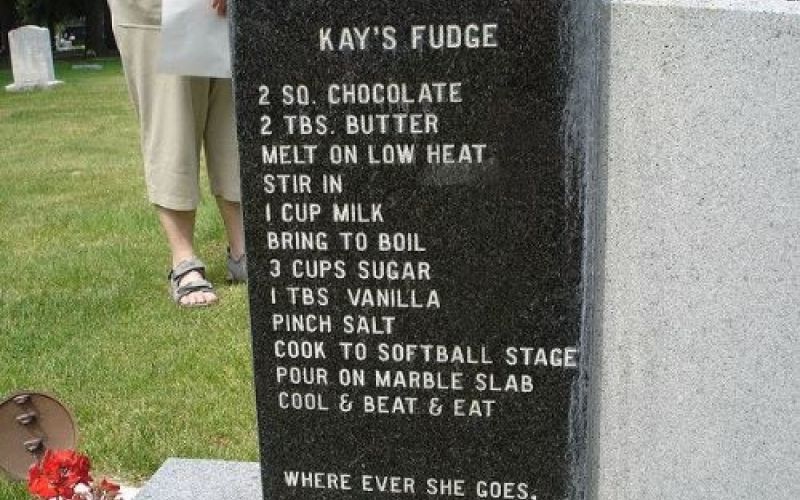 KAY'S FUDGE
2 SQ. CHOCOLATE
2 TBS. BUTTER
MELT ON LOW HEAT
STIR IN
1 CUP MILK
BRING TO BOIL
3 CUPS SUGAR
1 TBS VANILLA
PINCH SALT
COOK TO SOFTBALL STAGE
POUR ON MARBLE SLAB
COOL & BEAT & EAT
WHERE EVER SHE GOES,